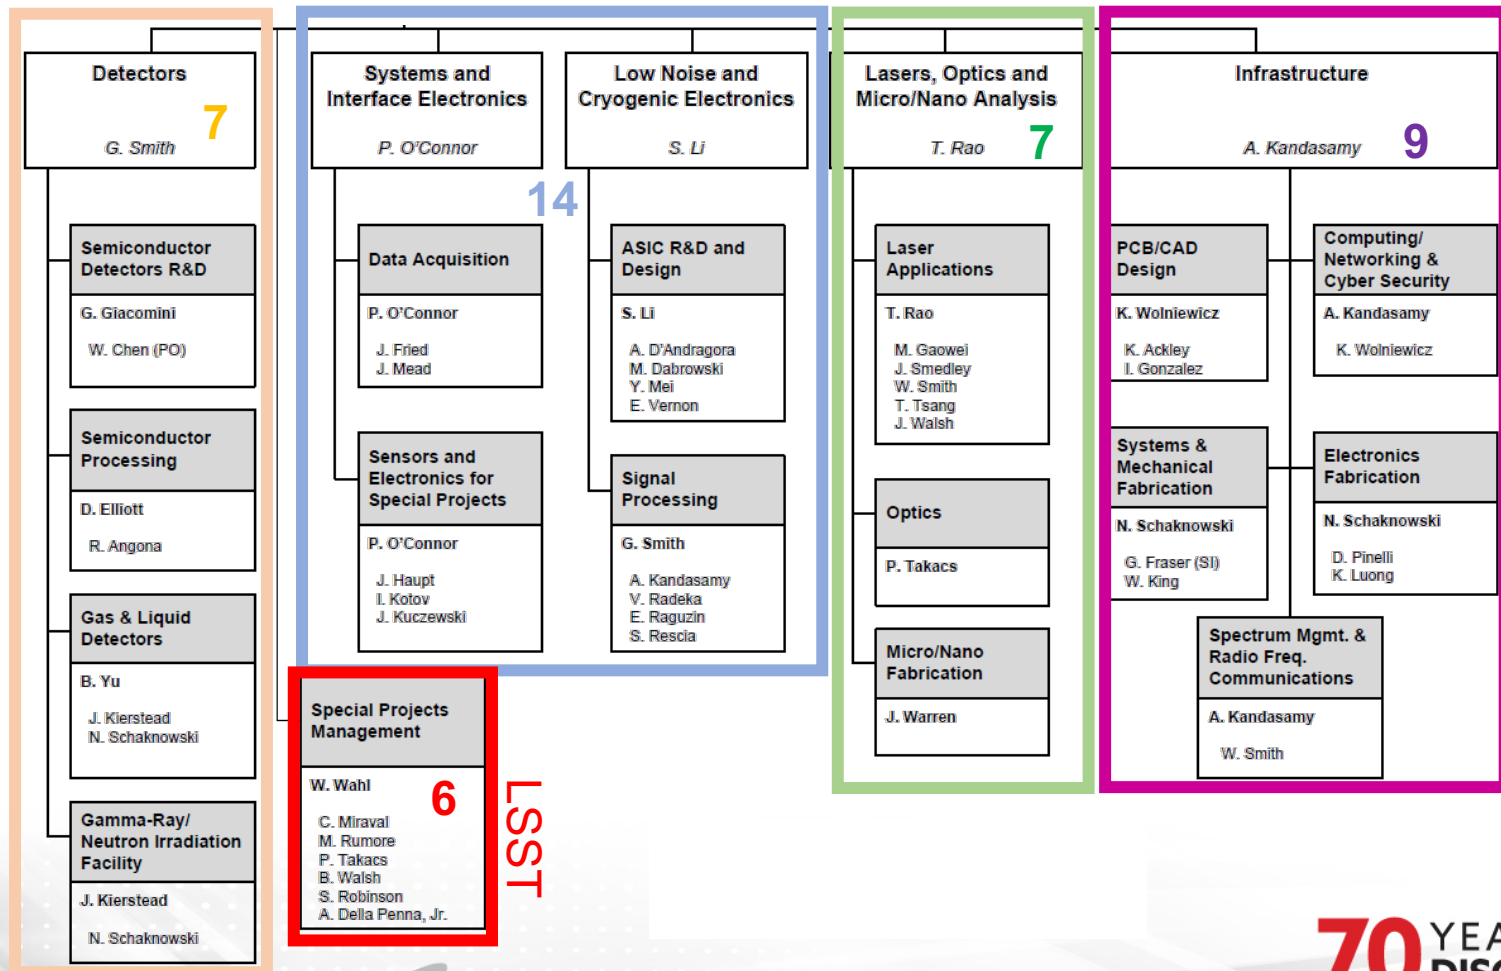 Detectors
7
G. Smith
Semiconductor
Detectors R&D
G. Giacomini
W. Chen (PO)
Semiconductor
Processing
D. Elliott
R. Angona
Gas & Liquid
Detectors
B. Yu
J. Kierstead
N. Schaknowski
Gamma-Ray/
Neutron Irradiation
Facility
J. Kierstead
N. Schaknowski
Systems and
Interface Electronics
P. O'Connor
14
Data Acquisition
P. O'Connor
J. Fried
J. Mead
Sensors and
Electronics for
Special Projects
P. O'Connor
J. Haupt
I. Kotov
J. Kuczewski
Low Noise and
Cryogenic Electronics
S. Li
ASIC R&D and
Design
S. Li
A. D'Andragora
M. Dabrowski
Y. Mei
E. Vernon
Signal
Processing
G. Smith
A. Kandasamy
V. Radeka
E. Raguzin
S. Rescia
Special Projects
Management
W. Wahl
6
C. Miraval
M. Rumore
P. Takacs
B. Walsh
S. Robinson
A. Della Penna, Jr.
LSST
Lasers, Optics and
Micro/Nano Analysis
T. Rao
7
Laser
Applications
T. Rao
M. Gaowei
J. Smedley
W. Smith
T. Tsang
J. Walsh
Optics
P. Takacs
Micro/Nano
Fabrication
J. Warren
Infrastructure
A. Kandasamy
9
PCB/CAD
Design
K. Wolniewicz
K. Ackley
I. Gonzalez
Computing/
Networking &
Cyber Security
A. Kandasamy
K. Wolniewicz
Systems &
Mechanical
Fabrication
N. Schaknowski
G. Fraser (SI)
W. King
Electronics
Fabrication
N. Schaknowski
D. Pinelli
K. Luong
Spectrum Mgmt. &
Radio Freq.
Communications
A. Kandasamy
W. Smith
70
YEA
DISC